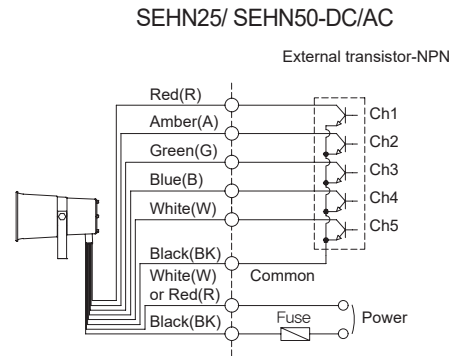 SEHN25/ SEHN50-DC/AC
External transistor-NPN
Red(R)
Ch1
Amber(A)
Ch2
Green(G)
Ch3
Blue(B)
Ch4
White(W)
Ch5
Black(BK)
Common
White(W)
or Red(R)
Fuse
Power
Black(BK)